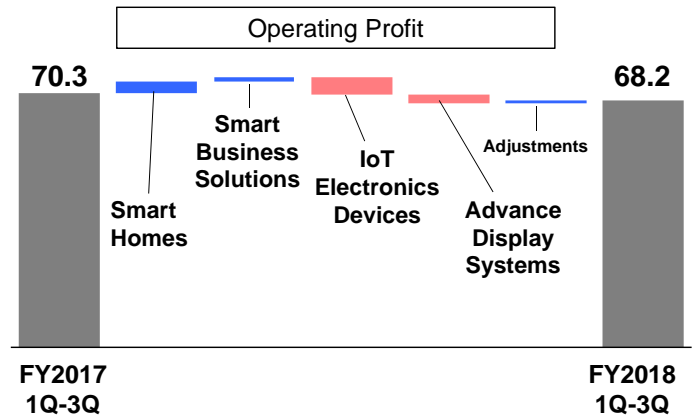 Operating Profit
70.3
68.2
Smart
Business
Solutions
IoT
Electronics
Devices
Adjustments
Smart
Homes
Advance
Display
Systems
FY2017
1Q-3Q
FY2018
1Q-3Q